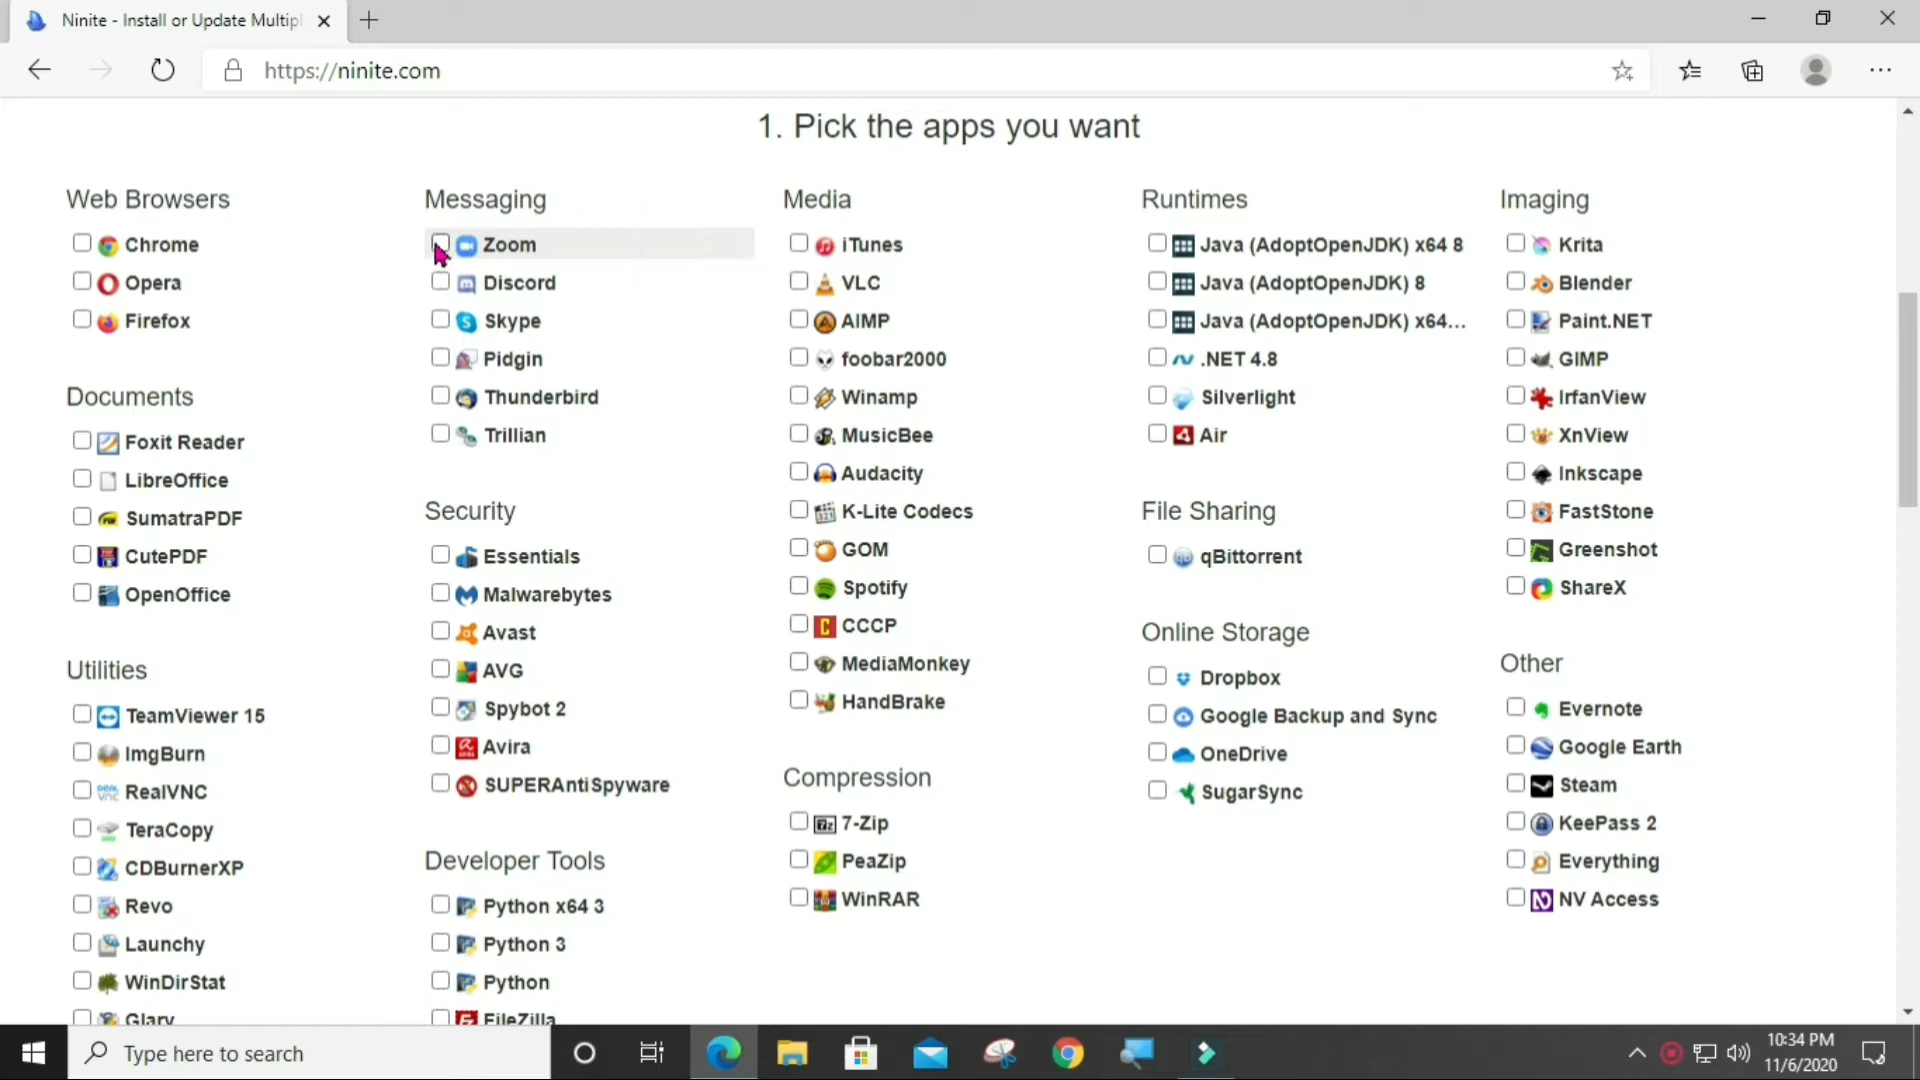 Ninite - Install or Update Multipl
https://ninite.com
1. Pick the apps you want
Web Browsers
Chrome
Opera
Firefox
Documents
Foxit Reader
LibreOffice
SumatraPDF
CutePDF
OpenOffice
Utilities
TeamViewer 15
ImgBurn
RealVNC
TeraCopy
CDBurnerXP
Revo
Launchy
WinDirStat
Glary
Messaging
Zoom
Discord
Skype
Pidgin
Thunderbird
Trillian
Security
Essentials
Malwarebytes
Avast
AVG
Spybot 2
Avira
SUPERAntiSpyware
Developer Tools
Python x64 3
Python 3
Python
FileZilla
Media
iTunes
VLC
AIMP
foobar2000
Winamp
MusicBee
Audacity
K-Lite Codecs
GOM
Spotify
CCCP
MediaMonkey
HandBrake
Compression
7-Zip
PeaZip
WinRAR
Runtimes
Java (AdoptOpenJDK) x64 8
Java (AdoptOpenJDK) 8
Java (AdoptOpenJDK) x64...
.NET 4.8
Silverlight
Air
File Sharing
qBittorrent
Online Storage
Dropbox
Google Backup and Sync
OneDrive
SugarSync
Imaging
Krita
Blender
Paint.NET
GIMP
IrfanView
XnView
Inkscape
FastStone
Greenshot
ShareX
Other
Evernote
Google Earth
Steam
KeePass 2
Everything
NV Access
Type here to search
10:34 PM
11/6/2020